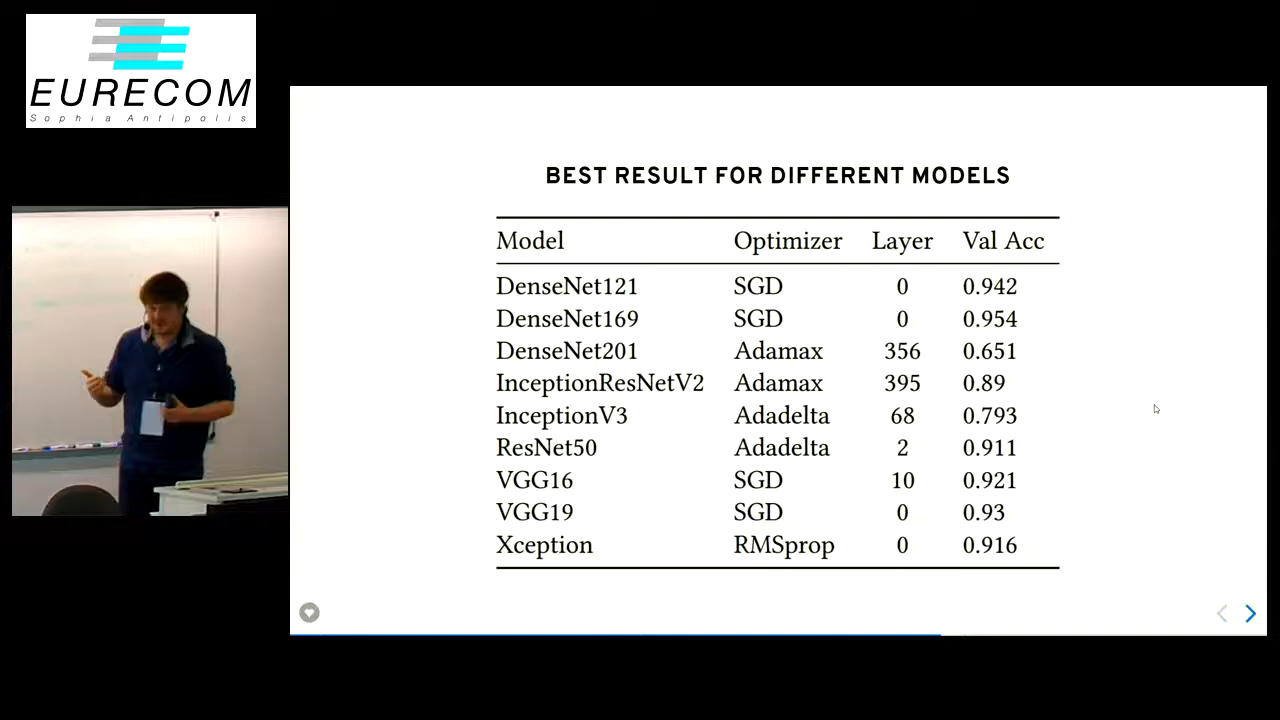 EURECOM
Sophia Antipolis
BEST RESULT FOR DIFFERENT MODELS
Model Optimizer Layer Val Acc
DenseNet121 SGD 0 0.942
DenseNet169 SGD 0 0.954
DenseNet201 Adamax 356 0.651
InceptionResNetV2 Adamax 395 0.89
InceptionV3 Adadelta 68 0.793
ResNet50 Adadelta 2 0.911
VGG16 SGD 10 0.921
VGG19 SGD 0 0.93
Xception RMSprop 0 0.916